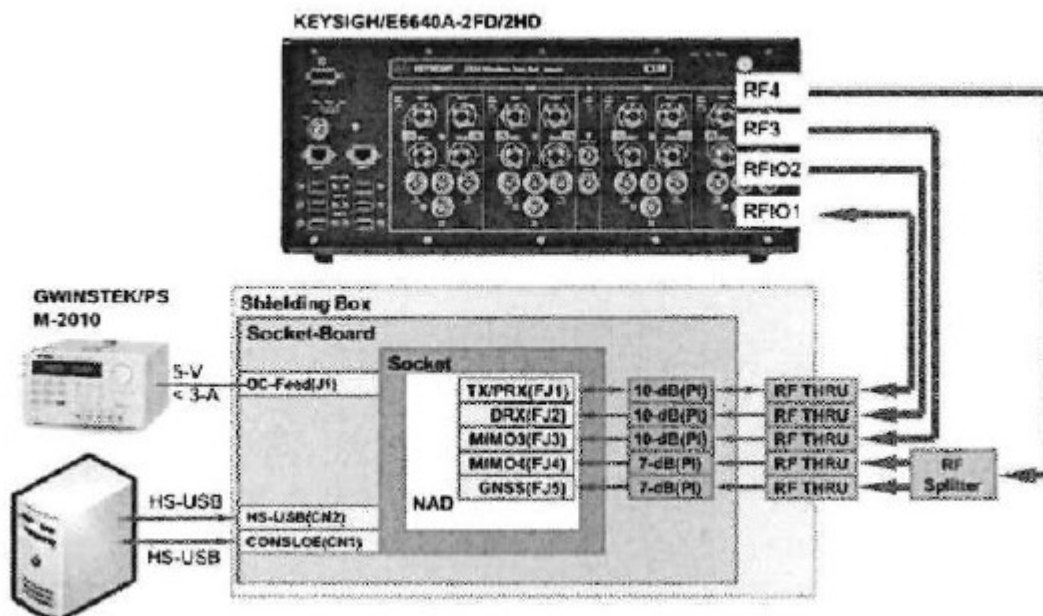 KEYSIGH/E6640A-2FD/2HD
RF4
RF3
RFIO2
RFIO1
GWINSTEK/PS
M-2010
5-V
< 3-A
Shielding Box
Socket-Board
Socket
DC-Feed(J1)
TX/PRX(FJ1)
10-dB(PI)
RF THRU
DRX(FJ2)
10-dB(PI)
RF THRU
MIMO3(FJ3)
10-dB(PI)
RF THRU
MIMO4(FJ4)
7-dB(PI)
RF THRU
GNSS(FJ5)
7-dB(PI)
RF THRU
NAD
RF
Splitter
HS-USB
HS-USB(CN2)
CONSLOE(CN1)
HS-USB